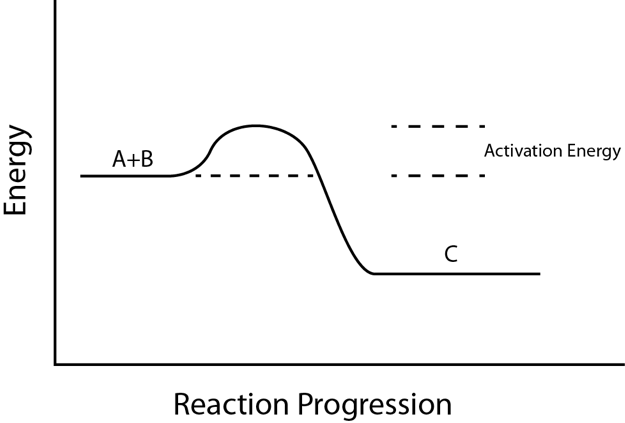 Energy
A+B
Activation Energy
C
Reaction Progression